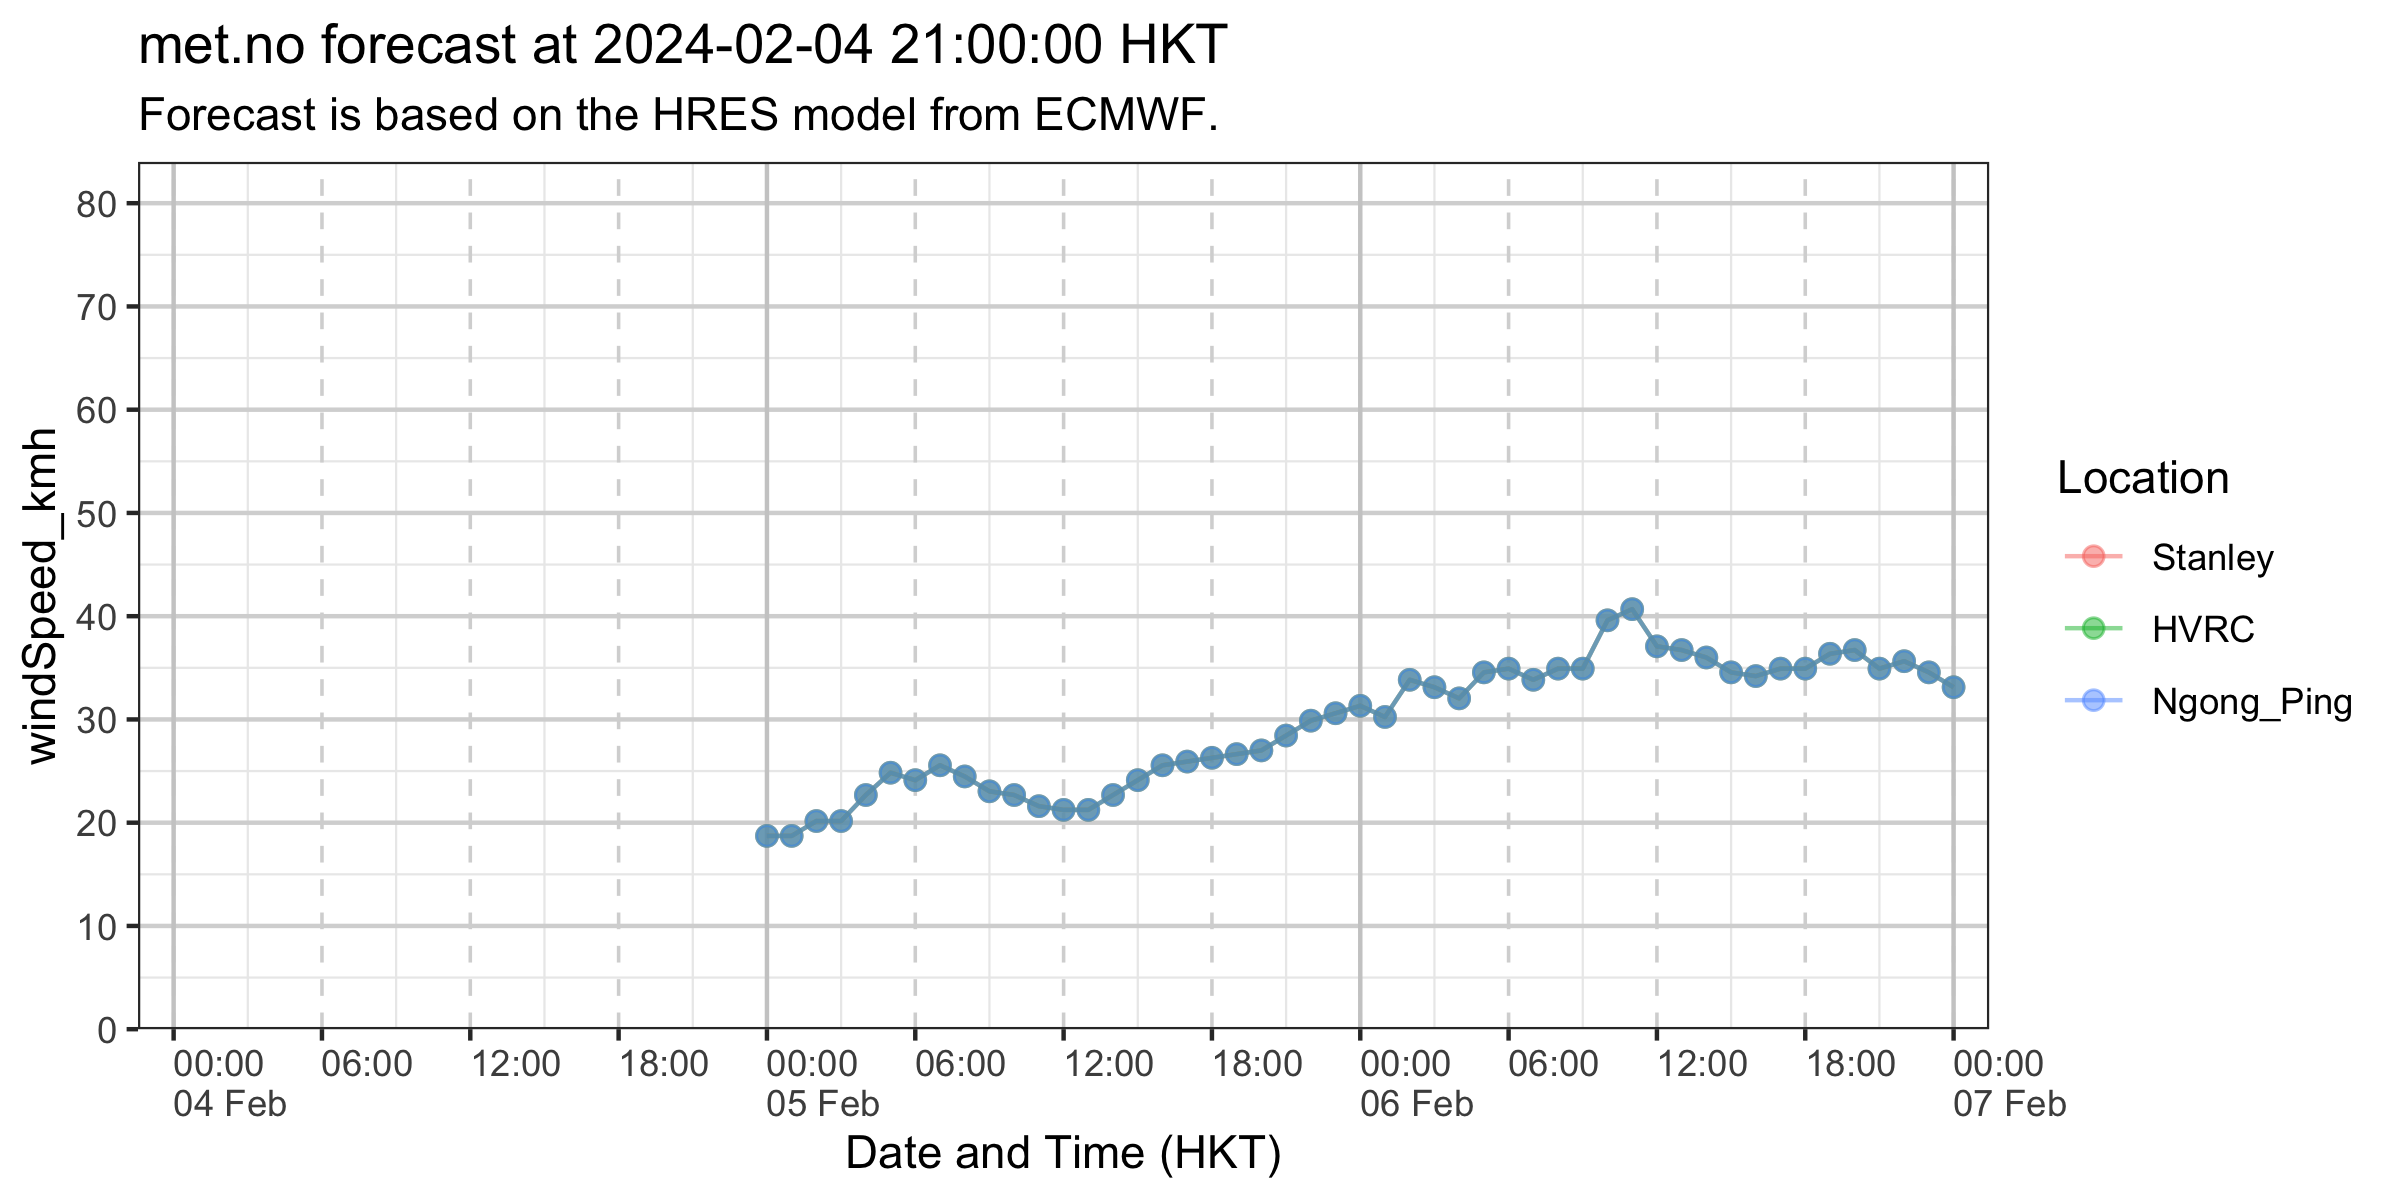 met.no forecast at 2024-02-04 21:00:00 HKT
Forecast is based on the HRES model from ECMWF.
windSpeed_kmh
80
70
60
50
40
30
20
10
0
00:00 06:00 12:00 18:00 00:00 06:00 12:00 18:00 00:00 06:00 12:00 18:00 00:00
04 Feb 05 Feb 06 Feb 07 Feb
Date and Time (HKT)
Location
Stanley
HVRC
Ngong_Ping